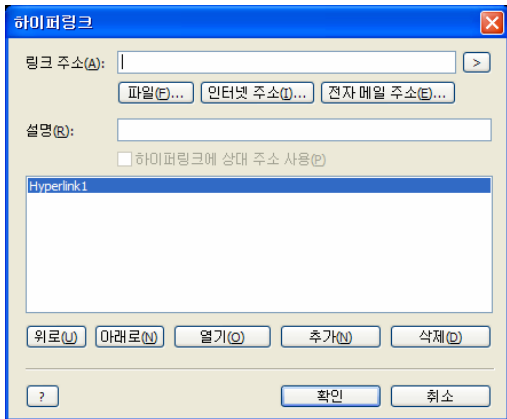 하이퍼링크
링크 주소(A): >
파일(F)... 인터넷 주소(I)... 전자 메일 주소(E)...
설명(R):
하이퍼링크에 상대 주소 사용(P)
Hyperlink1
위로(U) 아래로(N) 열기(O) 추가(N) 삭제(D)
? 확인 취소